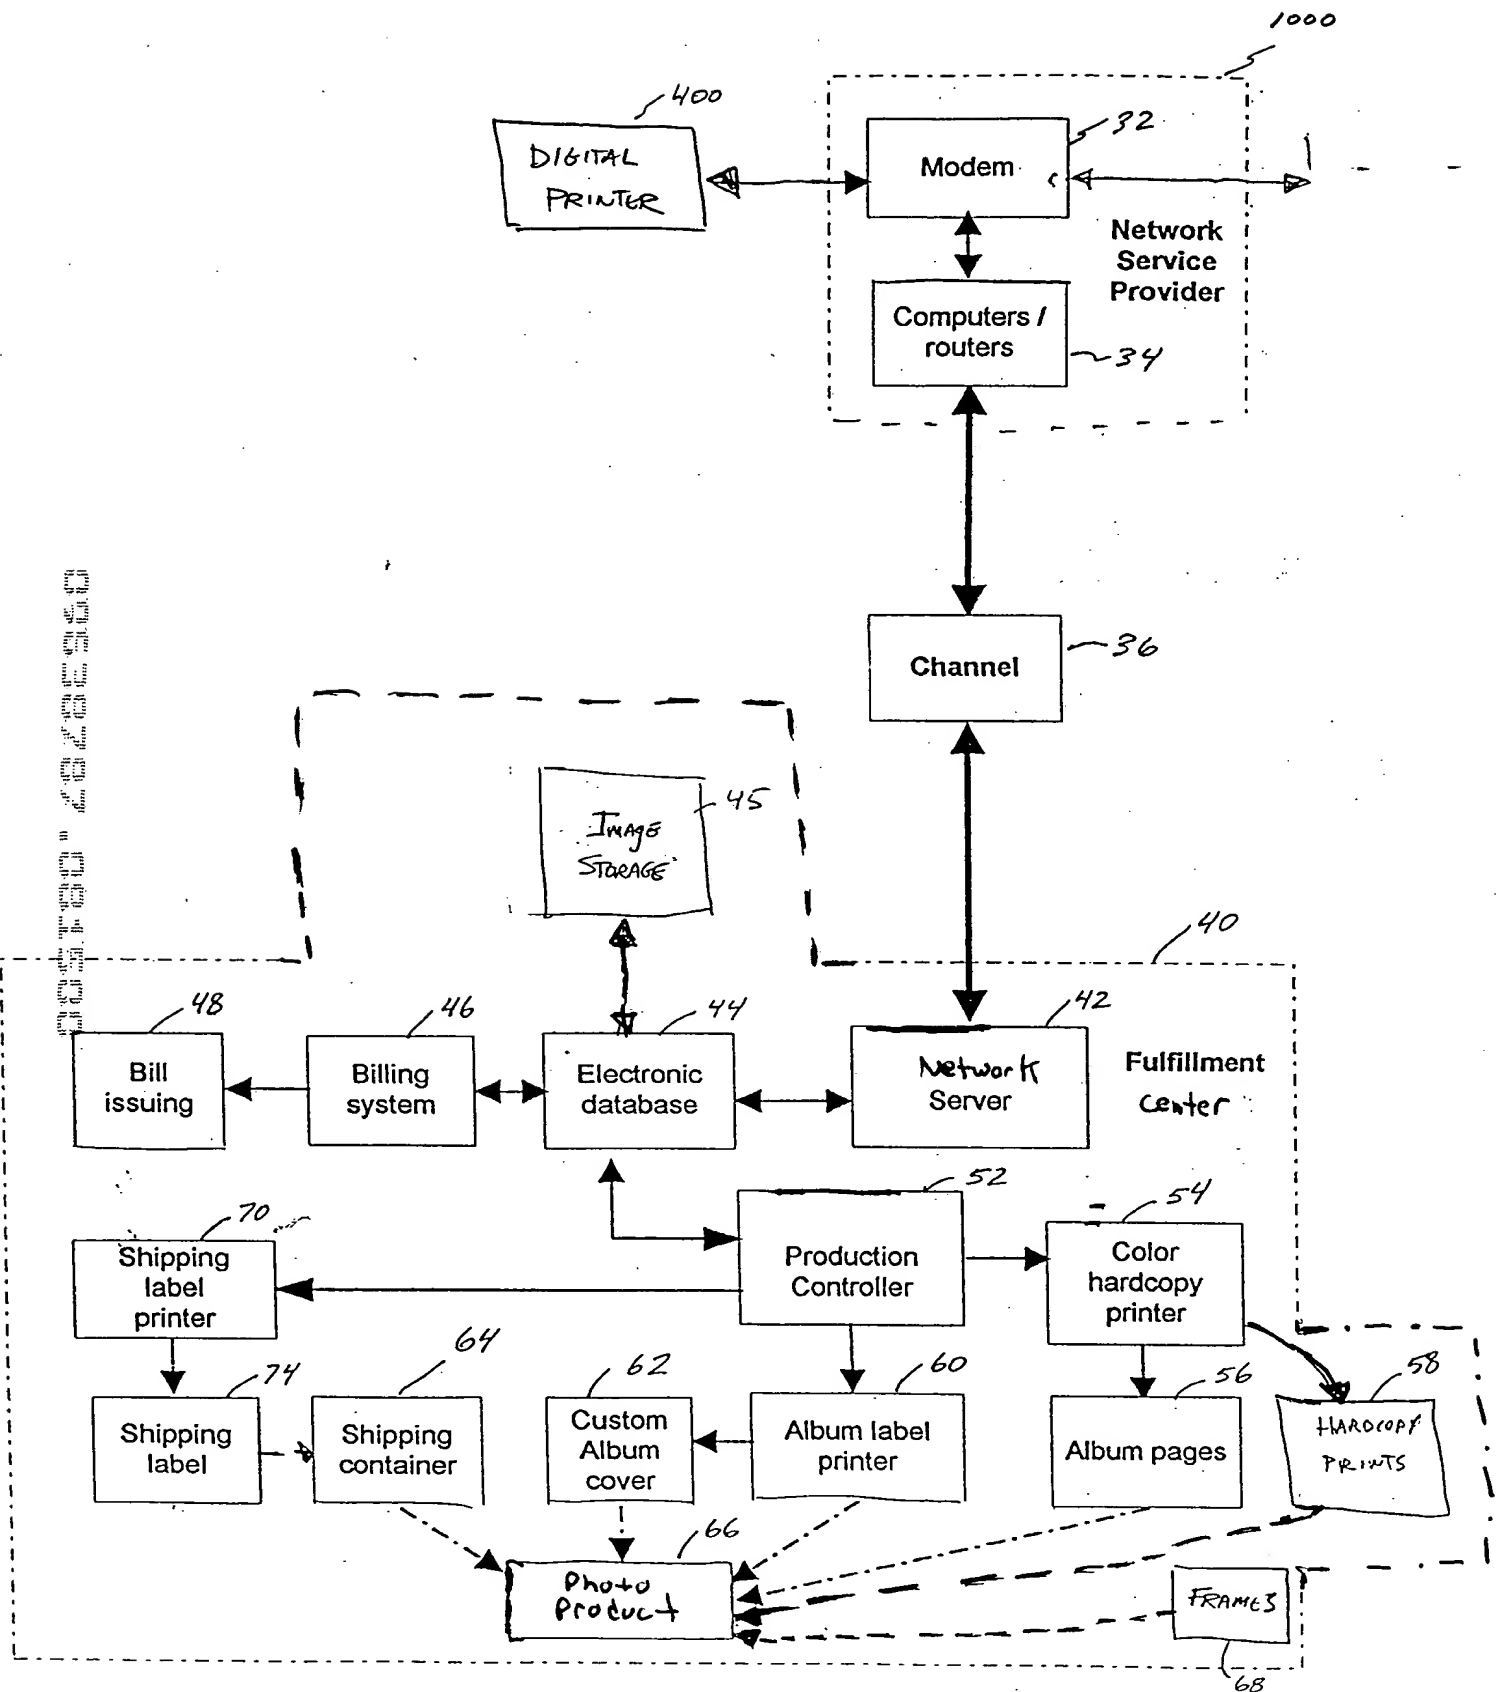 1000
400
DIGITAL
PRINTER
32
Modem
Network
Service
Provider
Computers /
routers
34
36
Channel
09538787.081500
45
IMAGE
STORAGE
40
48
46
44
42
Bill
issuing
Billing
system
Electronic
database
Network
Server
Fulfillment
Center
52
54
70
Shipping
label
printer
Production
Controller
Color
hardcopy
printer
64
74
62
60
56
58
Shipping
label
Shipping
container
Custom
Album
cover
Album label
printer
Album pages
HARDCOPY
PRINTS
66
Photo
Product
FRAMES
68